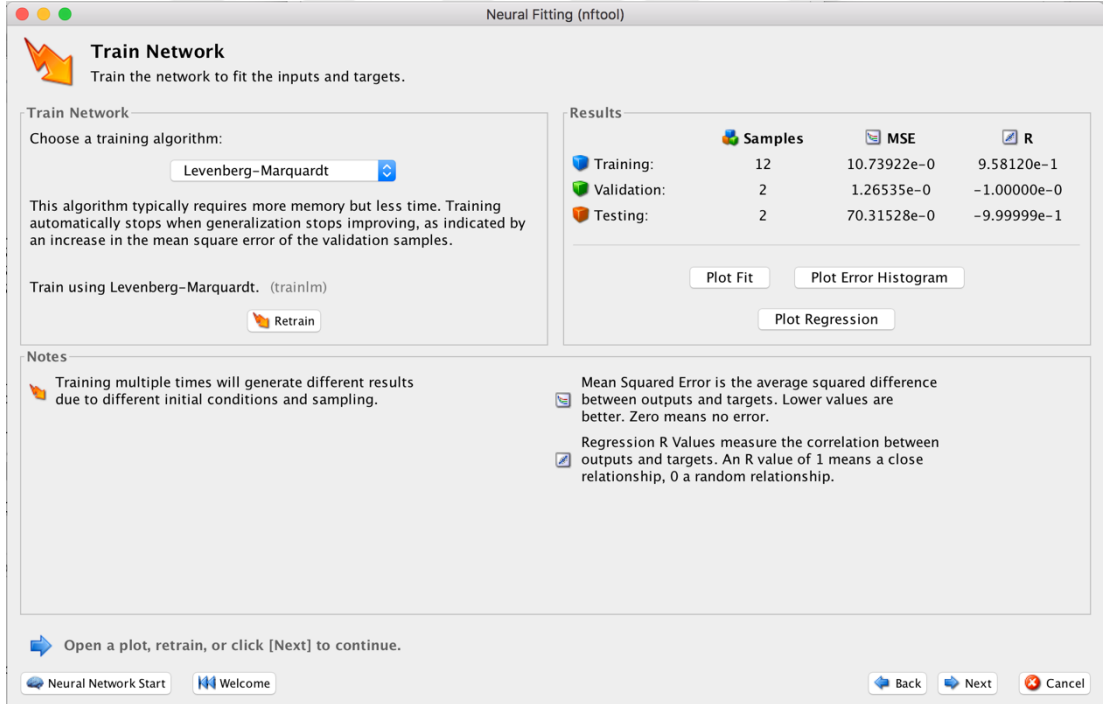 Neural Fitting (nftool)
Train Network
Train the network to fit the inputs and targets.
Train Network
Choose a training algorithm:
Levenberg-Marquardt
This algorithm typically requires more memory but less time. Training
automatically stops when generalization stops improving, as indicated by
an increase in the mean square error of the validation samples.
Train using Levenberg-Marquardt. (trainlm)
Retrain
Results
Samples MSE R
Training: 12 10.73922e-0 9.58120e-1
Validation: 2 1.26535e-0 -1.00000e-0
Testing: 2 70.31528e-0 -9.99999e-1
Plot Fit Plot Error Histogram
Plot Regression
Notes
Training multiple times will generate different results
due to different initial conditions and sampling.
Mean Squared Error is the average squared difference
between outputs and targets. Lower values are
better. Zero means no error.
Regression R Values measure the correlation between
outputs and targets. An R value of 1 means a close
relationship, 0 a random relationship.
Open a plot, retrain, or click [Next] to continue.
Neural Network Start Welcome Back Next Cancel